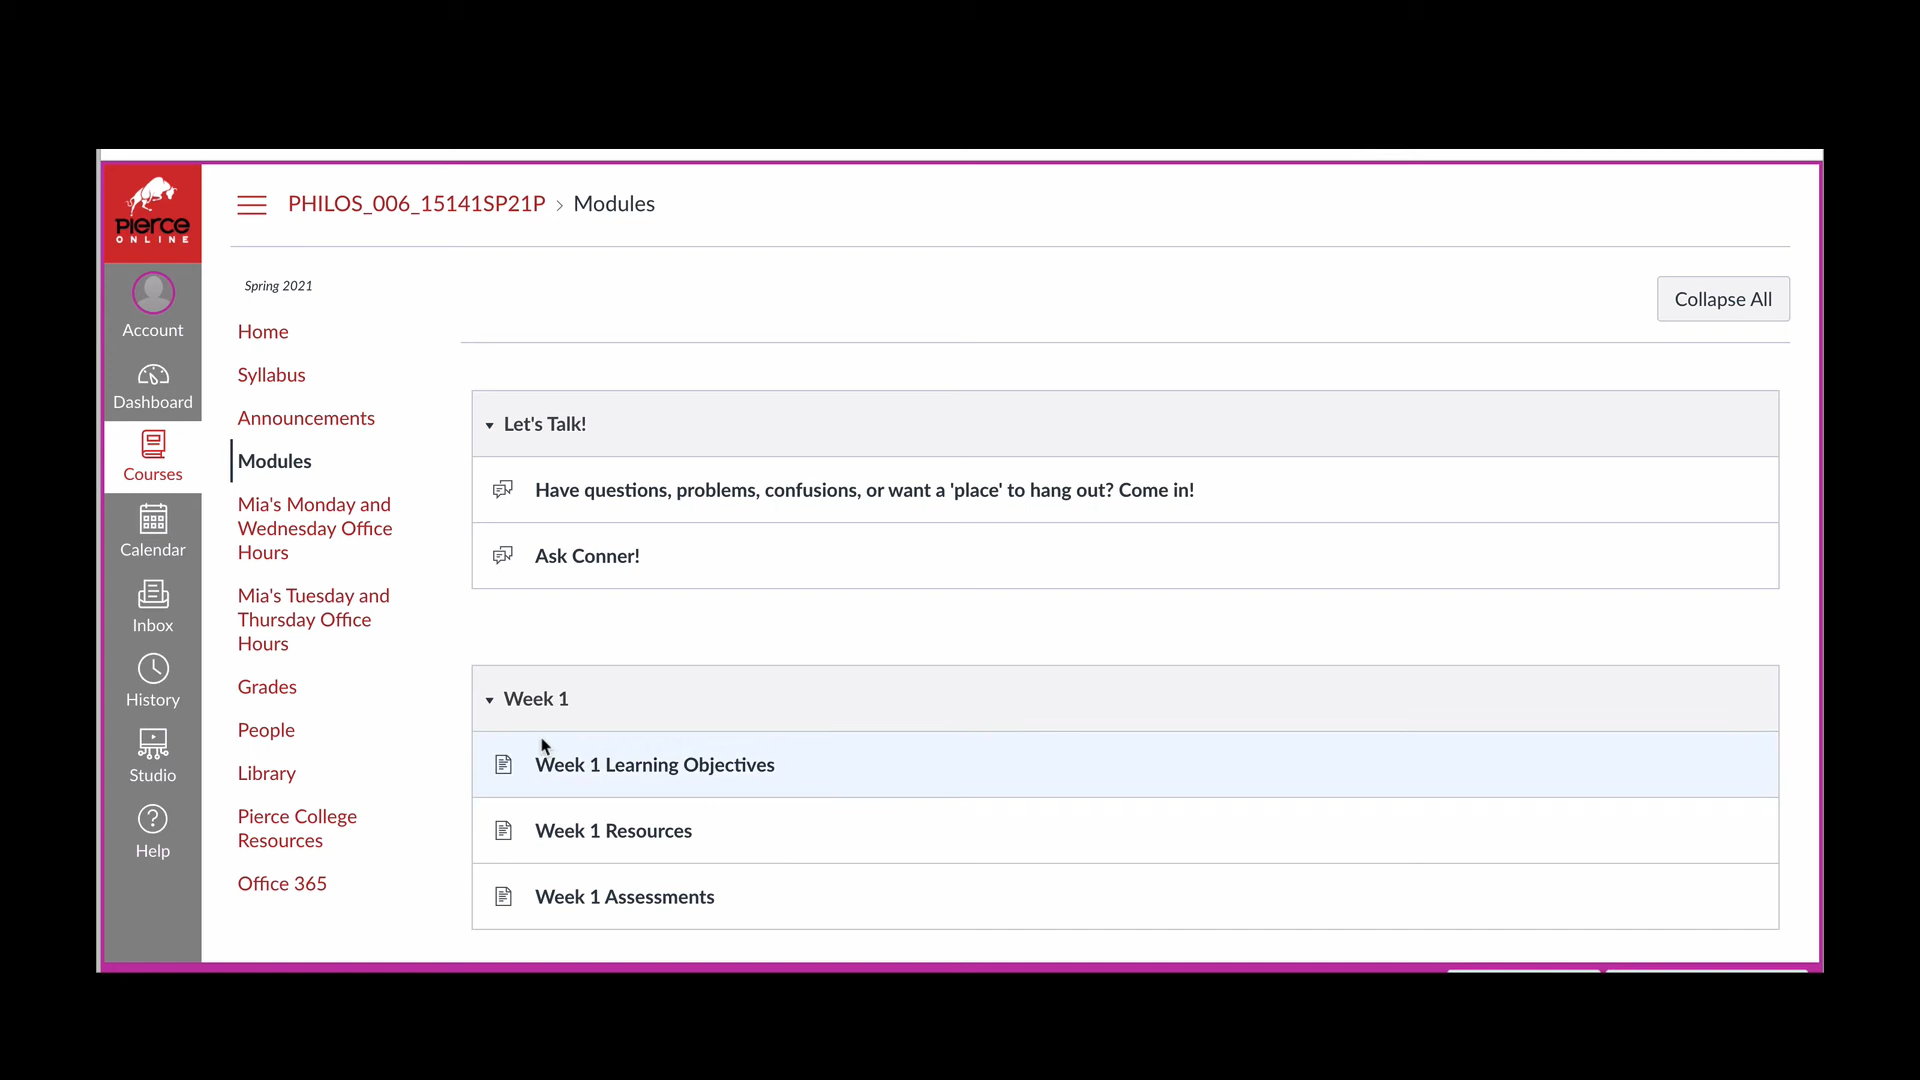 PIERCE
ONLINE
PHILOS_006_15141SP21P › Modules
Account
Dashboard
Courses
Calendar
Inbox
History
Studio
Help
Spring 2021
Home
Syllabus
Announcements
Modules
Mia's Monday and
Wednesday Office
Hours
Mia's Tuesday and
Thursday Office
Hours
Grades
People
Library
Pierce College
Resources
Office 365
Collapse All
Let's Talk!
Have questions, problems, confusions, or want a 'place' to hang out? Come in!
Ask Conner!
Week 1
Week 1 Learning Objectives
Week 1 Resources
Week 1 Assessments